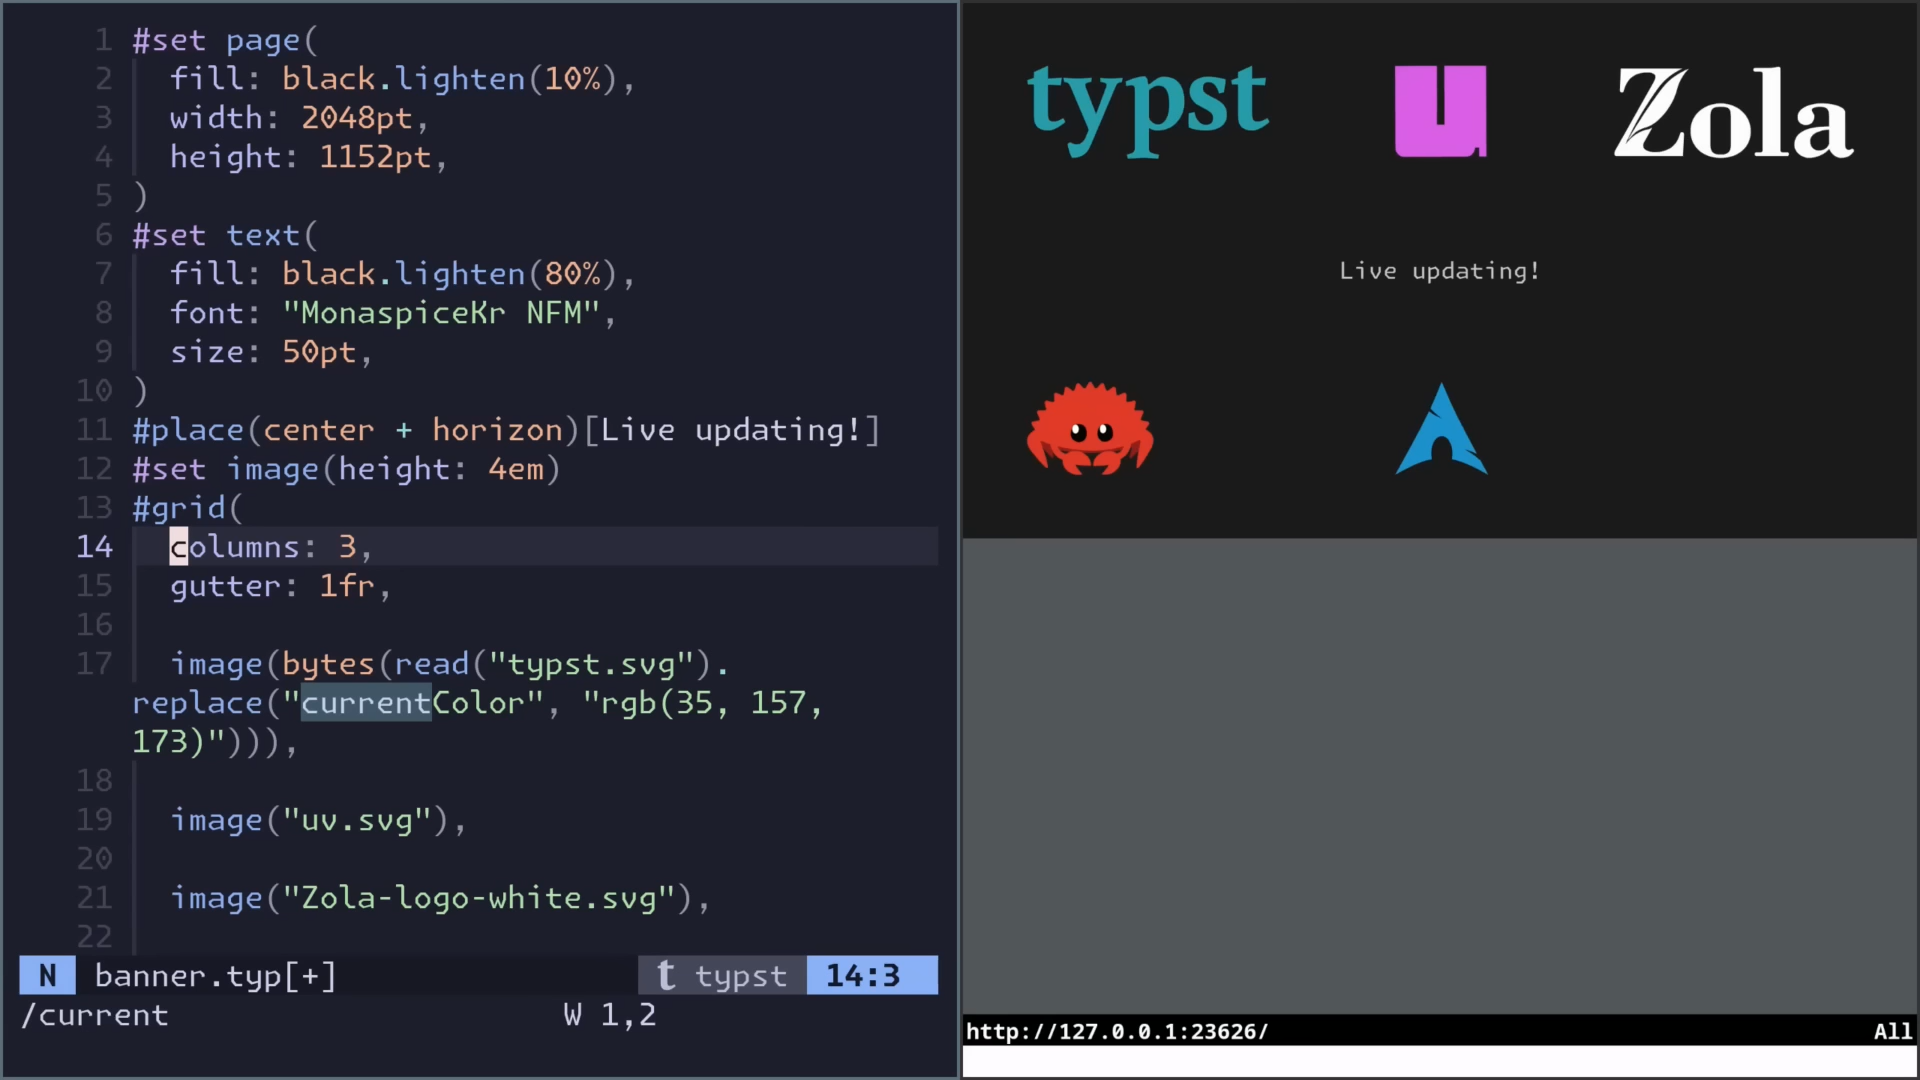 1 #set page(
2 fill: black.lighten(10%),
3 width: 2048pt,
4 height: 1152pt,
5 )
6 #set text(
7 fill: black.lighten(80%),
8 font: "MonaspiceKr NFM",
9 size: 50pt,
10 )
11 #place(center + horizon)[Live updating!]
12 #set image(height: 4em)
13 #grid(
14 columns: 3,
15 gutter: 1fr,
16
17 image(bytes(read("typst.svg").
replace("currentColor", "rgb(35, 157,
173)"))),
18
19 image("uv.svg"),
20
21 image("Zola-logo-white.svg"),
22
N banner.typ[+] t typst 14:3
/current W 1,2
typst Zola
Live updating!
http://127.0.0.1:23626/ All